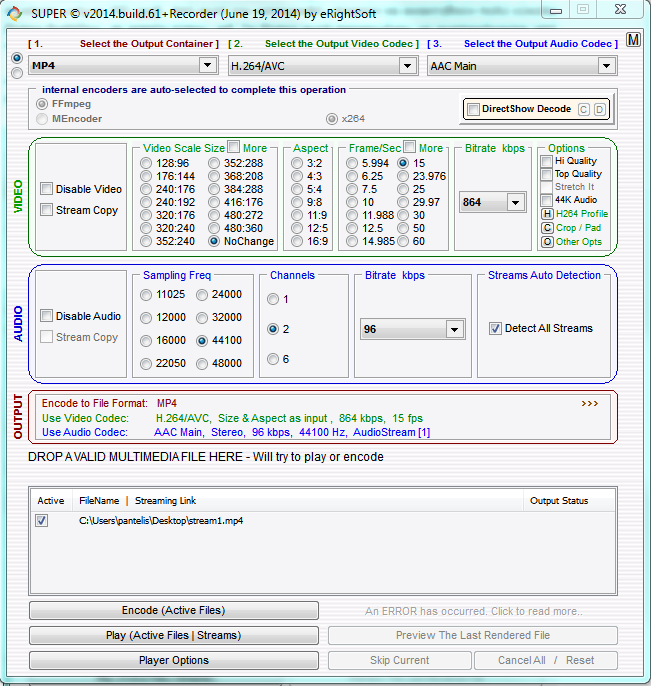 SUPER © v2014.build.61+Recorder (June 19, 2014) by eRightSoft
[ 1. Select the Output Container ] [ 2. Select the Output Video Codec ] [ 3. Select the Output Audio Codec ] M
MP4 H.264/AVC AAC Main
internal encoders are auto-selected to complete this operation
FFmpeg
MEncoder x264
DirectShow Decode C D
VIDEO
Disable Video
Stream Copy
Video Scale Size More
128:96 352:288
176:144 368:208
240:176 384:288
240:192 416:176
320:176 480:272
320:240 480:360
352:240 NoChange
Aspect
3:2
4:3
5:4
9:8
11:9
12:5
16:9
Frame/Sec More
5.994 15
6.25 23.976
7.5 25
10 29.97
11.988 30
12.5 50
14.985 60
Bitrate kbps
864
Options
Hi Quality
Top Quality
Stretch It
44K Audio
H H264 Profile
C Crop / Pad
O Other Opts
AUDIO
Disable Audio
Stream Copy
Sampling Freq
11025 24000
12000 32000
16000 44100
22050 48000
Channels
1
2
6
Bitrate kbps
96
Streams Auto Detection
Detect All Streams
OUTPUT
Encode to File Format: MP4 >>>
Use Video Codec: H.264/AVC, Size & Aspect as input , 864 kbps, 15 fps
Use Audio Codec: AAC Main, Stereo, 96 kbps, 44100 Hz, AudioStream [1]
DROP A VALID MULTIMEDIA FILE HERE - Will try to play or encode
Active FileName | Streaming Link Output Status
C:\Users\pantelis\Desktop\stream1.mp4
Encode (Active Files) An ERROR has occurred. Click to read more..
Play (Active Files | Streams) Preview The Last Rendered File
Player Options Skip Current Cancel All / Reset